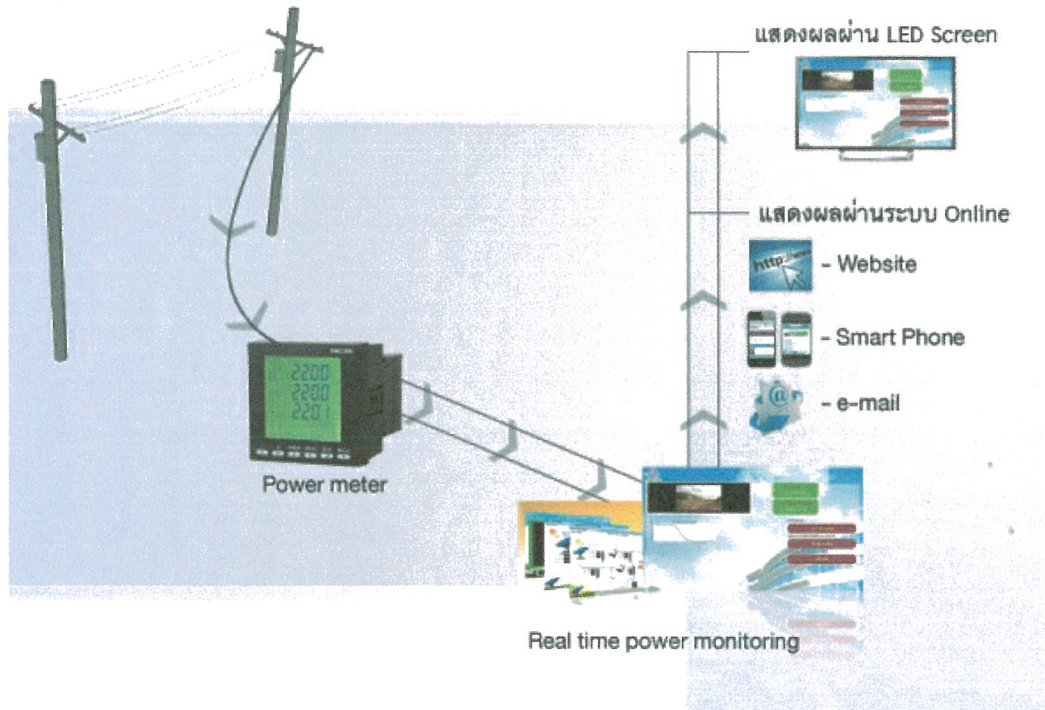 แสดงผลผ่าน LED Screen
แสดงผลผ่านระบบ Online
http://www
- Website
- Smart Phone
@
- e-mail
220.0
220.0
220.1
Power meter
Real time power monitoring